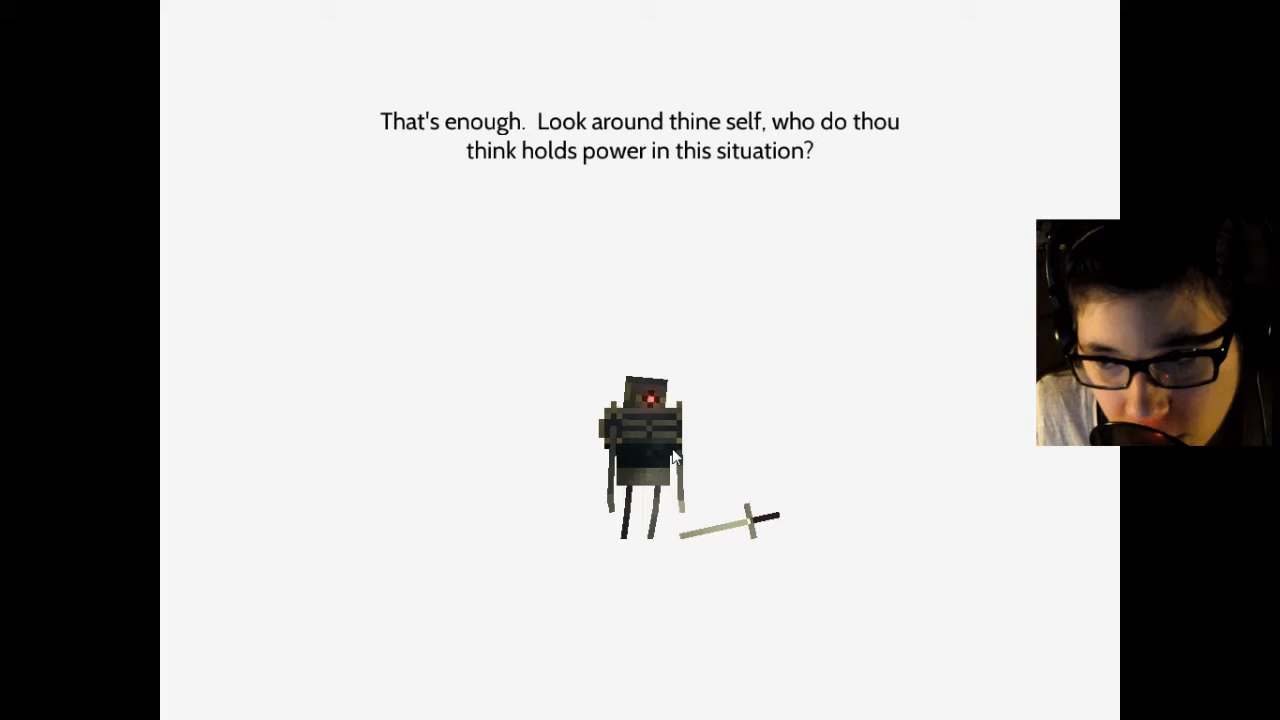 That's enough.  Look around thine self, who do thou
think holds power in this situation?